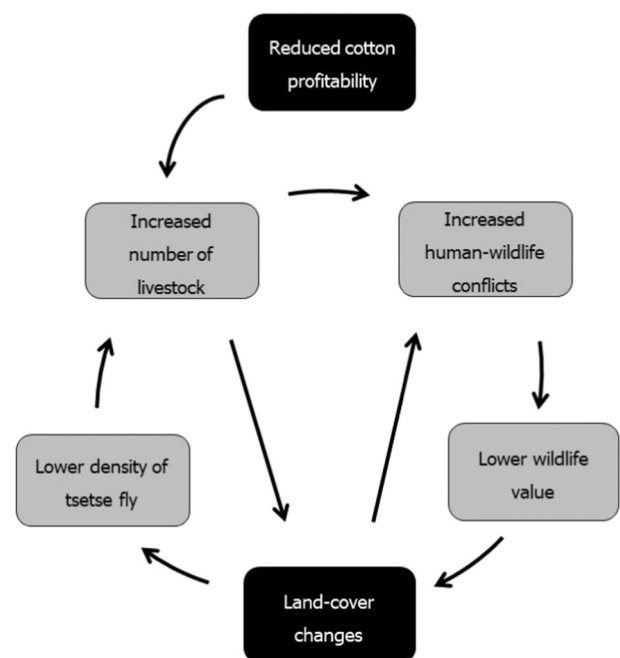 Reduced cotton
profitability
Increased
number of
livestock
Increased
human-wildlife
conflicts
Lower density of
tsetse fly
Lower wildlife
value
Land-cover
changes